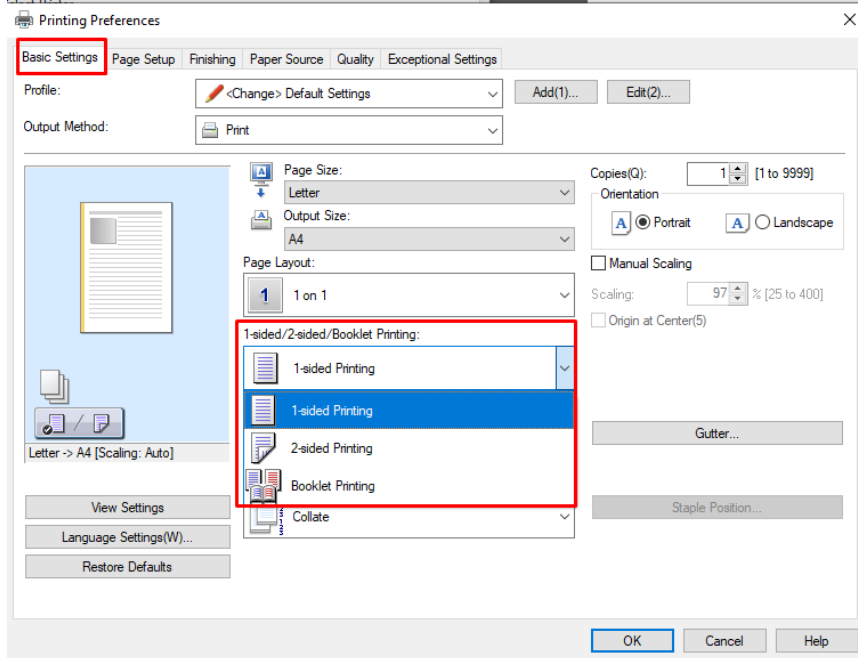 Printing Preferences
Basic Settings Page Setup Finishing Paper Source Quality Exceptional Settings
Profile: <Change> Default Settings Add(1)... Edit(2)...
Output Method: Print
Page Size:
Letter
Output Size:
A4
Page Layout:
1 1 on 1
1-sided/2-sided/Booklet Printing:
1-sided Printing
1-sided Printing
2-sided Printing
Booklet Printing
Collate
Letter -> A4 [Scaling: Auto]
View Settings
Language Settings(W)...
Restore Defaults
Copies(Q): 1 [1 to 9999]
Orientation
A Portrait A Landscape
Manual Scaling
Scaling: 97 % [25 to 400]
Origin at Center(5)
Gutter...
Staple Position...
OK Cancel Help